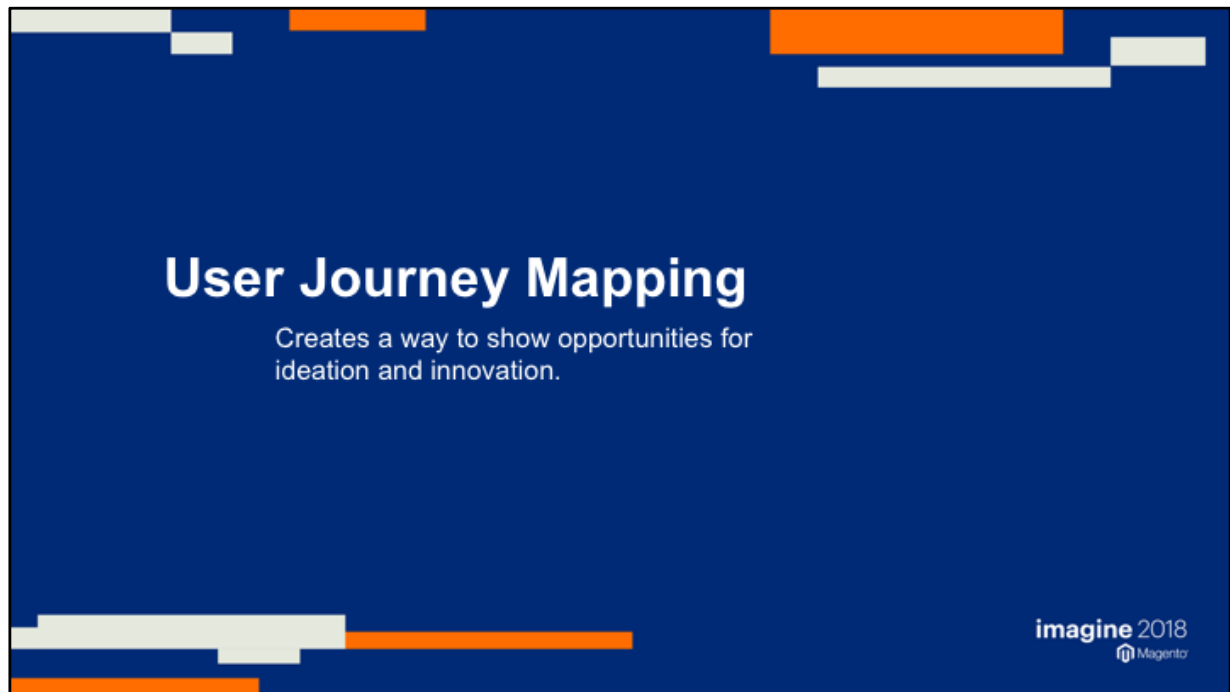 User Journey Mapping
Creates a way to show opportunities for
ideation and innovation.
imagine 2018
Magento